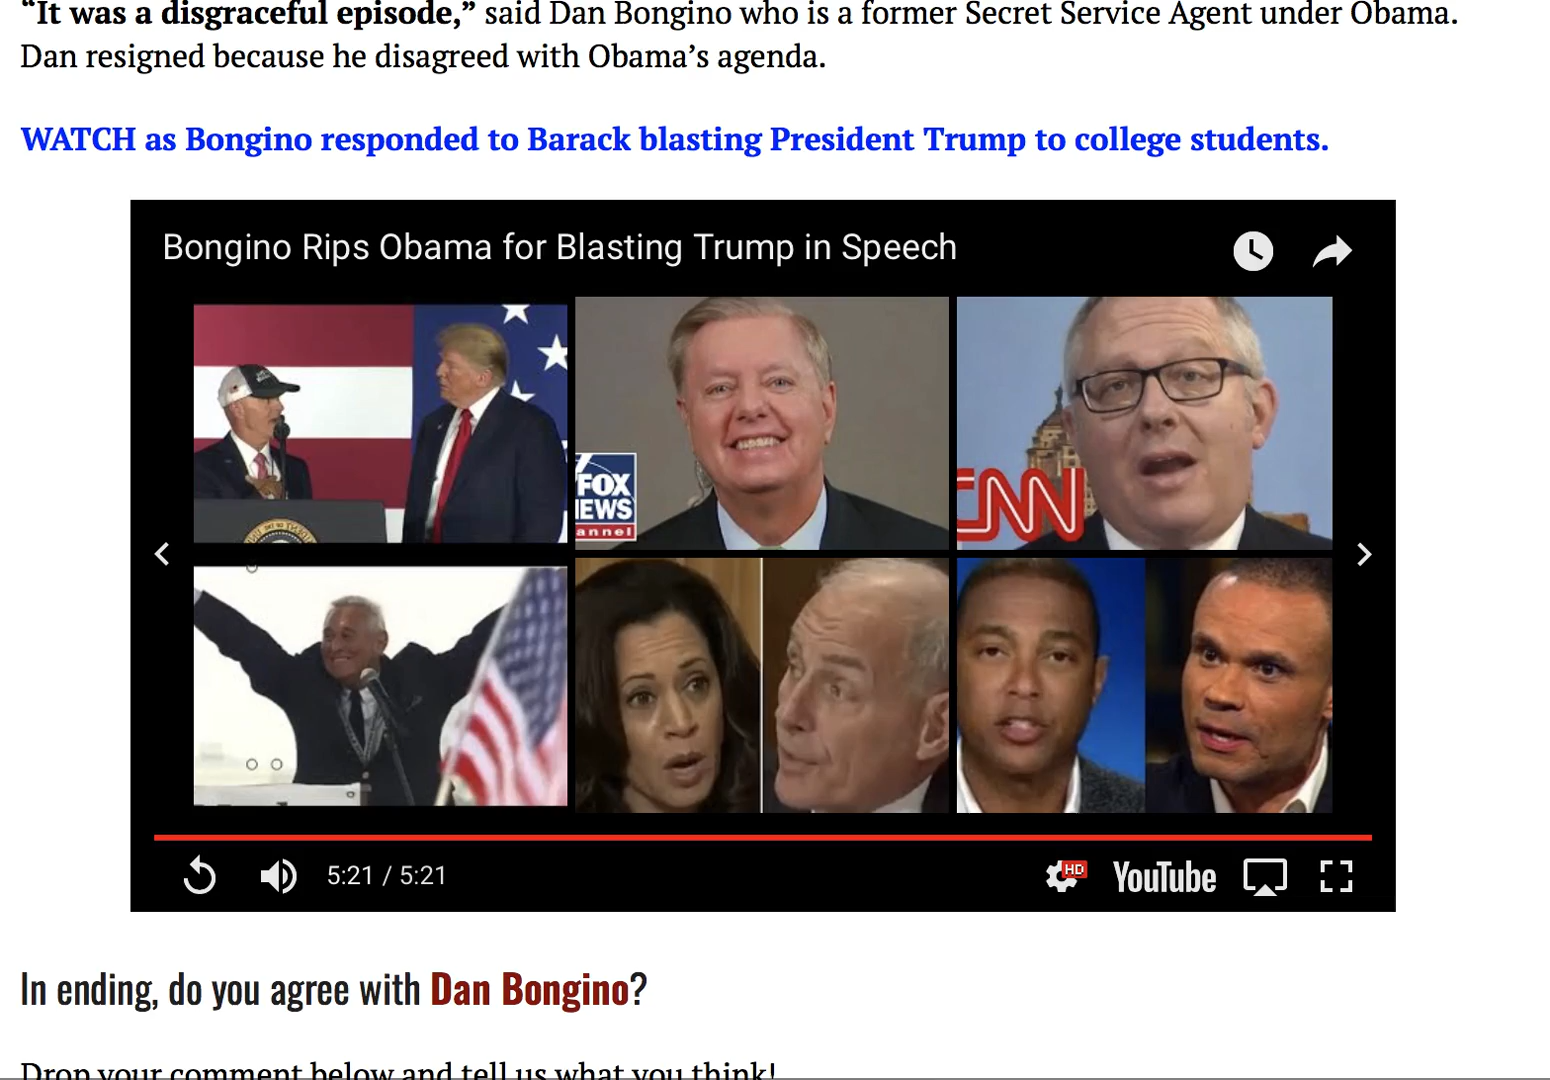 “It was a disgraceful episode,” said Dan Bongino who is a former Secret Service Agent under Obama.
Dan resigned because he disagreed with Obama’s agenda.
WATCH as Bongino responded to Barack blasting President Trump to college students.
Bongino Rips Obama for Blasting Trump in Speech
FOX
EWS
annel
CNN
5:21 / 5:21
HD
YouTube
In ending, do you agree with Dan Bongino?
Drop your comment below and tell us what you think!